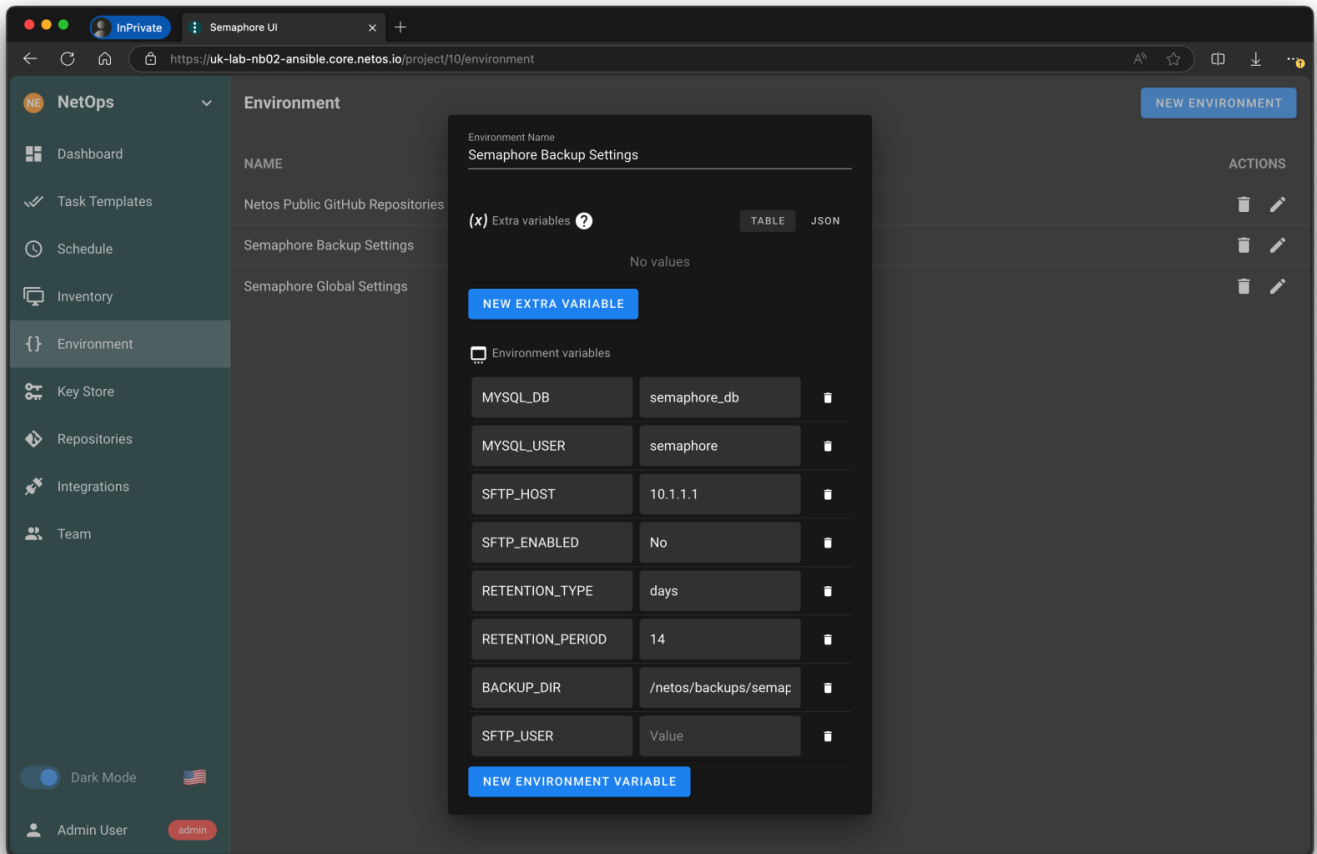 InPrivate
Semaphore UI
https://uk-lab-nb02-ansible.core.netos.io/project/10/environment
NE
NetOps
Dashboard
Task Templates
Schedule
Inventory
{} Environment
Key Store
Repositories
Integrations
Team
Dark Mode
Admin User admin
Environment
NEW ENVIRONMENT
NAME
ACTIONS
Netos Public GitHub Repositories
Semaphore Backup Settings
Semaphore Global Settings
Environment Name
Semaphore Backup Settings
(x) Extra variables ?
TABLE JSON
No values
NEW EXTRA VARIABLE
Environment variables
MYSQL_DB semaphore_db
MYSQL_USER semaphore
SFTP_HOST 10.1.1.1
SFTP_ENABLED No
RETENTION_TYPE days
RETENTION_PERIOD 14
BACKUP_DIR /netos/backups/semap
SFTP_USER Value
NEW ENVIRONMENT VARIABLE